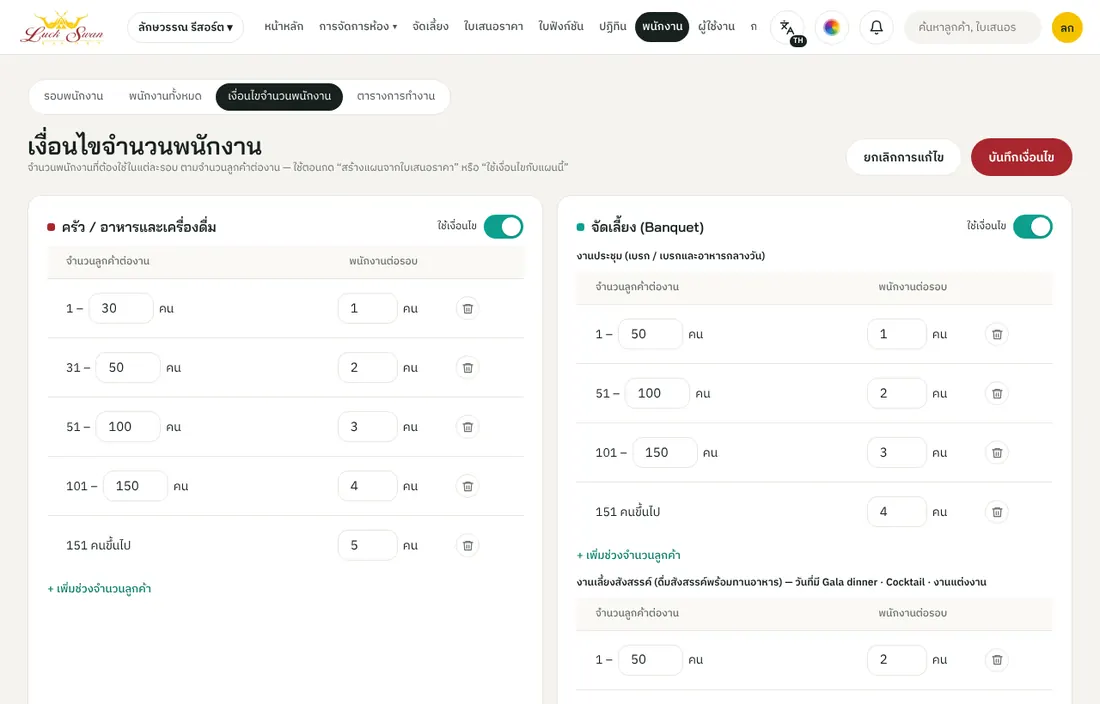 Luck Swan
ลักษวรรณ รีสอร์ต ▾
หน้าหลัก
การจัดการห้อง ▾
จัดเลี้ยง
ใบเสนอราคา
ใบฟังก์ชัน
ปฏิทิน
พนักงาน
ผู้ใช้งาน
TH
ค้นหาลูกค้า, ใบเสนอ
ลก
รอบพนักงาน
พนักงานทั้งหมด
เงื่อนไขจำนวนพนักงาน
ตารางการทำงาน
เงื่อนไขจำนวนพนักงาน
จำนวนพนักงานที่ต้องใช้ในแต่ละรอบ ตามจำนวนลูกค้าต่องาน — ใช้ตอนกด “สร้างแผนจากใบเสนอราคา” หรือ “ใช้เงื่อนไขกับแผนนี้”
ยกเลิกการแก้ไข
บันทึกเงื่อนไข
ครัว / อาหารและเครื่องดื่ม
ใช้เงื่อนไข
จำนวนลูกค้าต่องาน พนักงานต่อรอบ
1 – 30 คน 1 คน
31 – 50 คน 2 คน
51 – 100 คน 3 คน
101 – 150 คน 4 คน
151 คนขึ้นไป 5 คน
+ เพิ่มช่วงจำนวนลูกค้า
จัดเลี้ยง (Banquet)
ใช้เงื่อนไข
งานประชุม (เบรก / เบรกและอาหารกลางวัน)
จำนวนลูกค้าต่องาน พนักงานต่อรอบ
1 – 50 คน 1 คน
51 – 100 คน 2 คน
101 – 150 คน 3 คน
151 คนขึ้นไป 4 คน
+ เพิ่มช่วงจำนวนลูกค้า
งานเลี้ยงสังสรรค์ (ดื่มสังสรรค์พร้อมทานอาหาร) — วันที่มี Gala dinner · Cocktail · งานแต่งงาน
จำนวนลูกค้าต่องาน พนักงานต่อรอบ
1 – 50 คน 2 คน